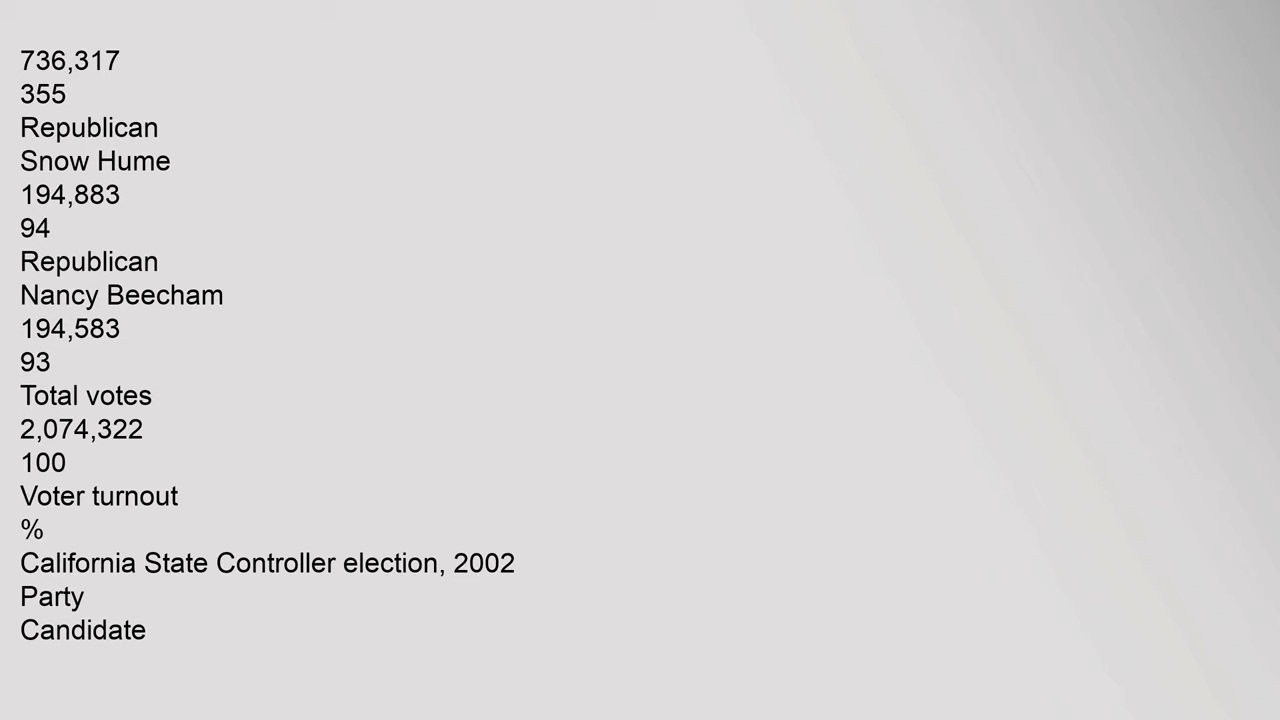 736,317
355
Republican
Snow Hume
194,883
94
Republican
Nancy Beecham
194,583
93
Total votes
2,074,322
100
Voter turnout
%
California State Controller election, 2002
Party
Candidate